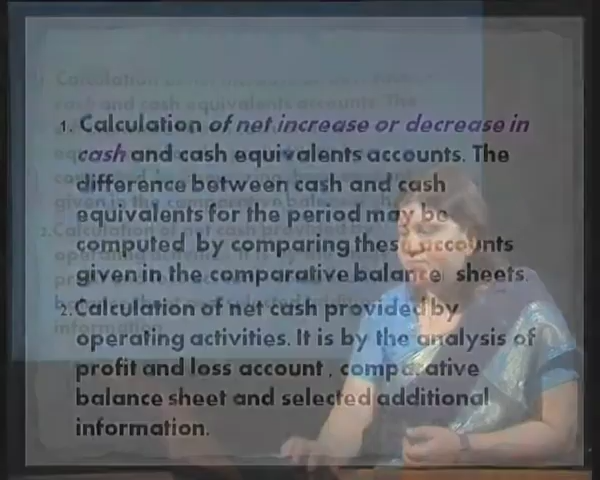 1. Calculation of net increase or decrease in
cash and cash equivalents accounts. The
difference between cash and cash
equivalents for the period may be
computed by comparing these accounts
given in the comparative balance sheets.
2.Calculation of net cash provided by
operating activities. It is by the analysis of
profit and loss account , comparative
balance sheet and selected additional
information.